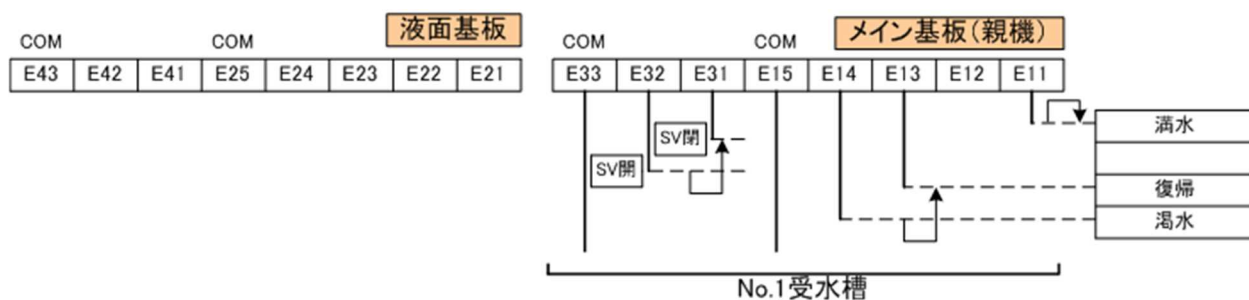 液面基板 メイン基板(親機)
COM COM COM COM
E43 E42 E41 E25 E24 E23 E22 E21 E33 E32 E31 E15 E14 E13 E12 E11
満水
SV閉
SV開
復帰
渇水
No.1受水槽